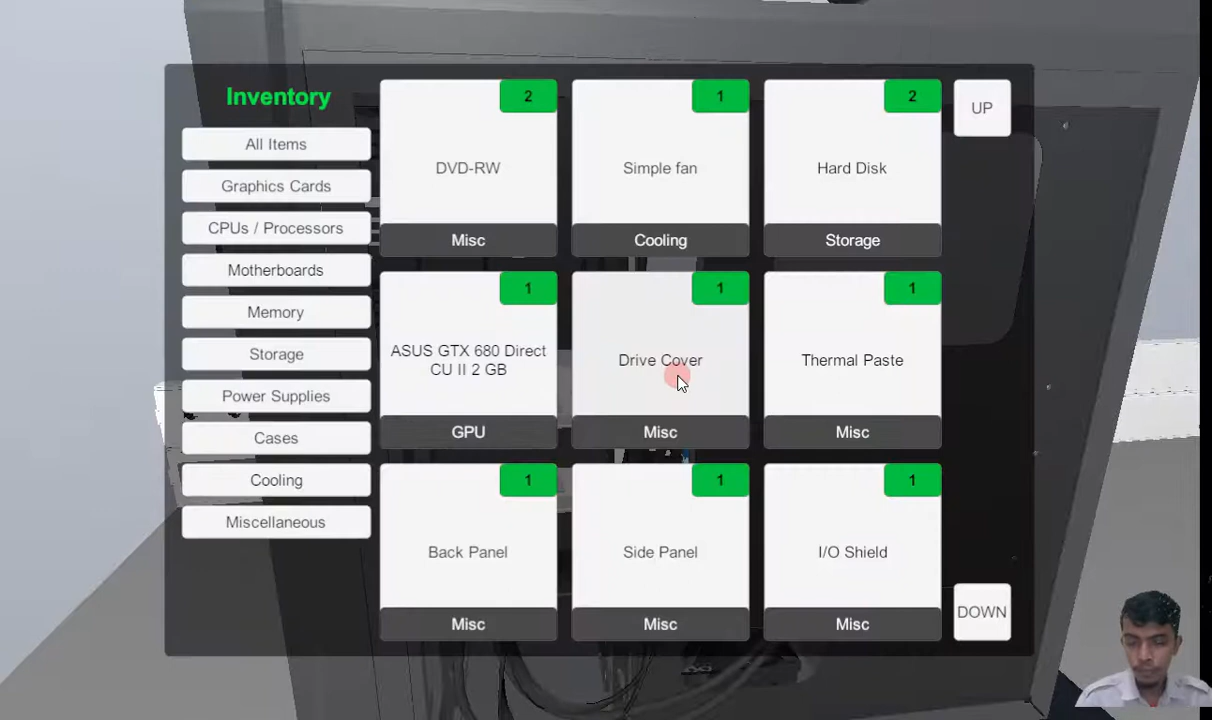 Inventory
All Items
Graphics Cards
CPUs / Processors
Motherboards
Memory
Storage
Power Supplies
Cases
Cooling
Miscellaneous
2
DVD-RW
Misc
1
Simple fan
Cooling
2
Hard Disk
Storage
1
ASUS GTX 680 Direct
CU II 2 GB
GPU
1
Drive Cover
Misc
1
Thermal Paste
Misc
1
Back Panel
Misc
1
Side Panel
Misc
1
I/O Shield
Misc
UP
DOWN